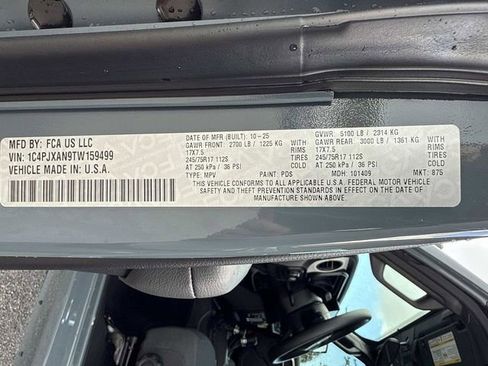 MFD BY: FCA US LLC
VIN: 1C4PJXAN9TW159499
VEHICLE MADE IN: U.S.A.
DATE OF MFR (BUILT): 10-25 GVWR: 5100 LB / 2314 KG
GAWR FRONT: 2700 LB / 1225 KG WITH GAWR REAR: 3000 LB / 1361 KG WITH
17X7.5 RIMS 17X7.5 RIMS
245/75R17 112S 245/75R17 112S
AT 250 kPa / 36 PSI COLD AT 250 kPa / 36 PSI COLD
TYPE: MPV PAINT: PDS MDH: 101409 MKT: 875
THIS VEHICLE CONFORMS TO ALL APPLICABLE U.S.A. FEDERAL MOTOR VEHICLE
SAFETY AND THEFT PREVENTION STANDARDS IN EFFECT ON THE DATE OF
MANUFACTURE SHOWN ABOVE.